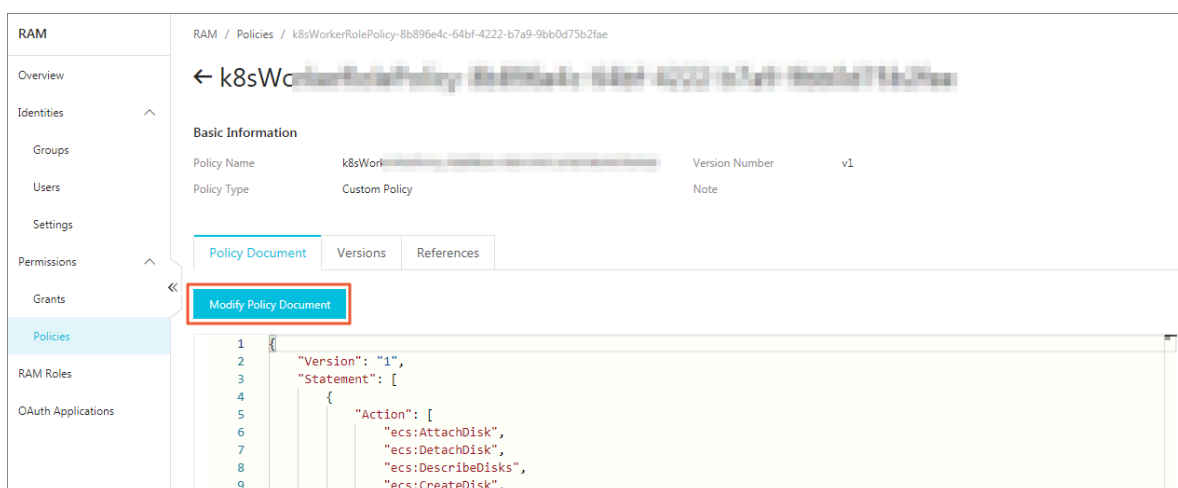 RAM
RAM / Policies / k8sWorkerRolePolicy-8b896e4c-64bf-4222-b7a9-9bb0d75b2fae
Overview
← k8sWo
Identities
Basic Information
Groups
Policy Name k8sWork Version Number v1
Users
Policy Type Custom Policy Note
Settings
Policy Document Versions References
Permissions
Grants
Modify Policy Document
Policies
RAM Roles
OAuth Applications
1 {
2 "Version": "1",
3 "Statement": [
4 {
5 "Action": [
6 "ecs:AttachDisk",
7 "ecs:DetachDisk",
8 "ecs:DescribeDisks",
9 "ecs:CreateDisk",